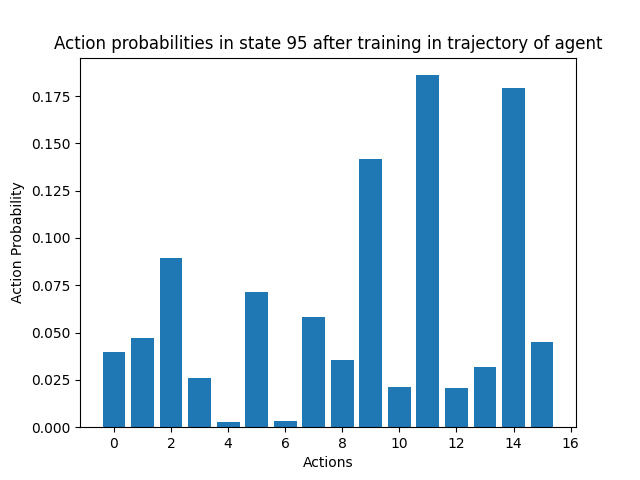 Action probabilities in state 95 after training in trajectory of agent
0.175
0.150
0.125
0.100
0.075
0.050
0.025
0.000
Action Probability
0 2 4 6 8 10 12 14 16
Actions